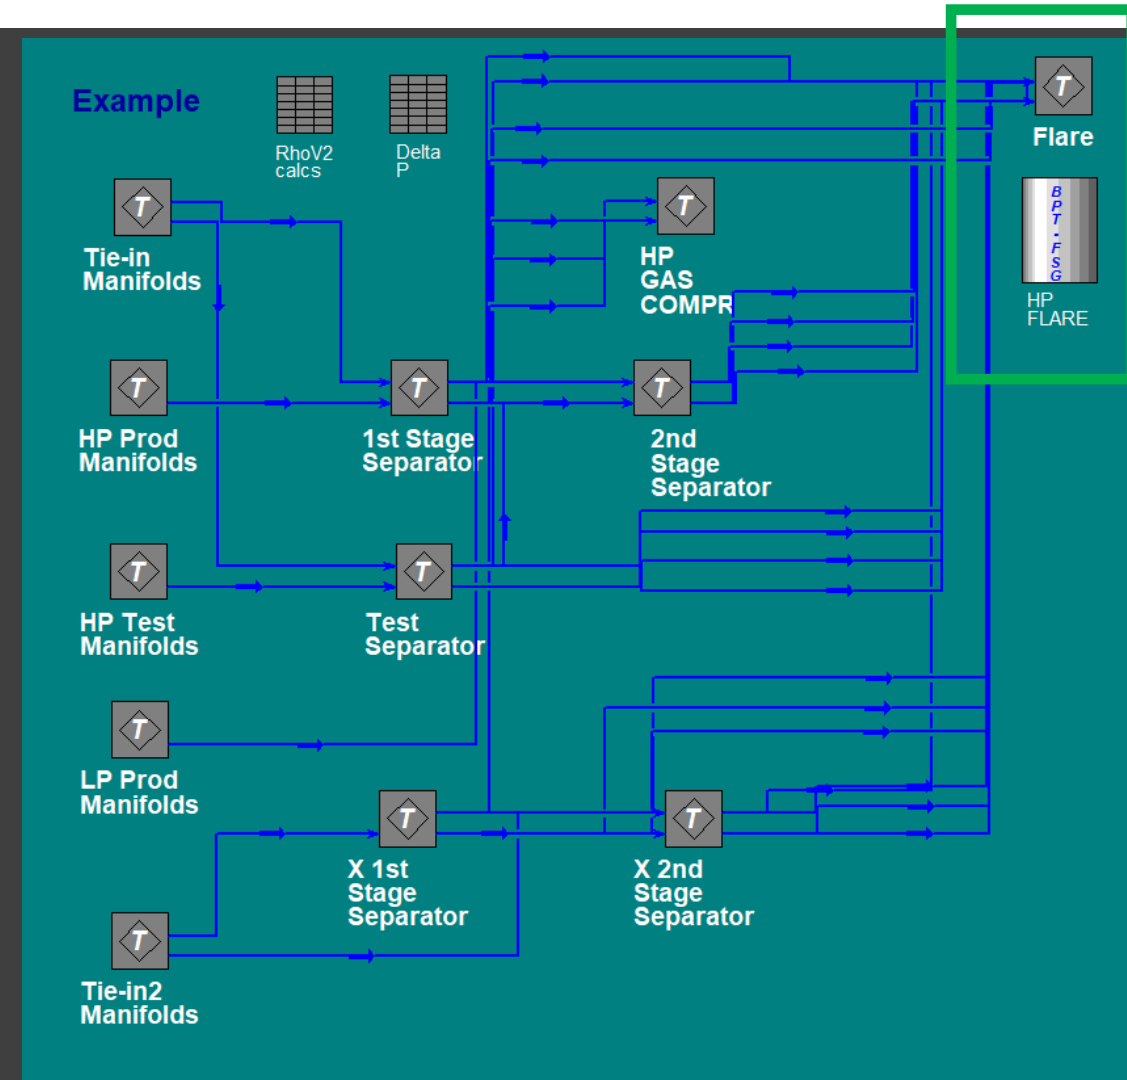 Example
RhoV2
calcs
Delta
P
T
Flare
T
Tie-in
Manifolds
T
HP
GAS
COMPR
B
P
T
-
F
S
G
HP
FLARE
T
HP Prod
Manifolds
T
1st Stage
Separator
T
2nd
Stage
Separator
T
HP Test
Manifolds
T
Test
Separator
T
LP Prod
Manifolds
T
X 1st
Stage
Separator
T
X 2nd
Stage
Separator
T
Tie-in2
Manifolds